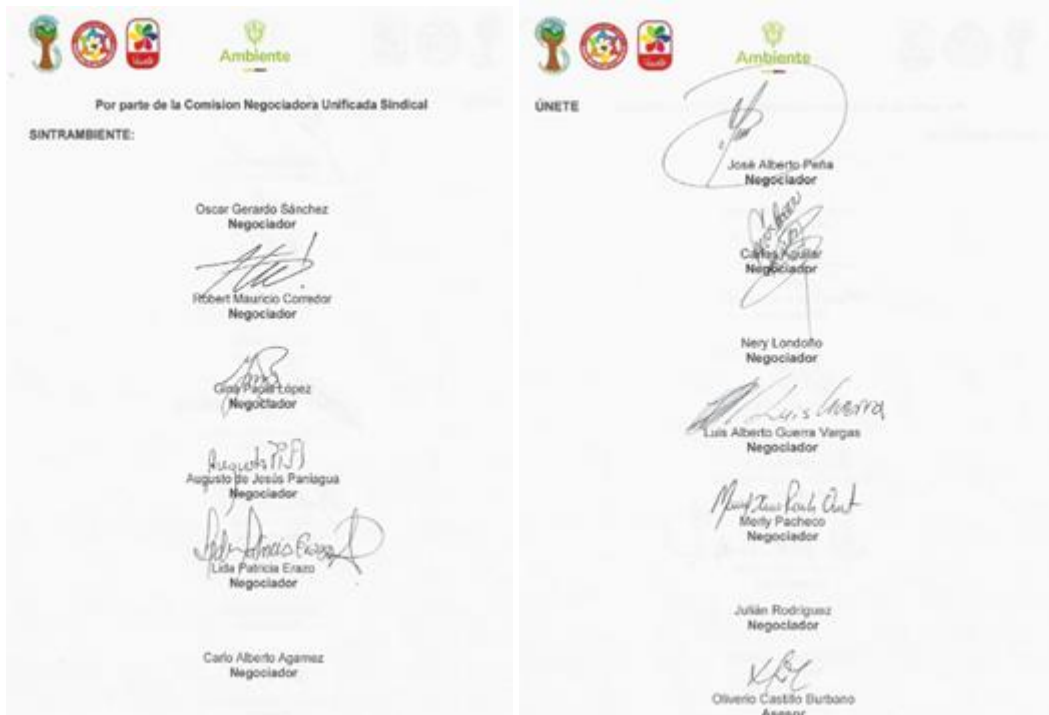 Ambiente
Por parte de la Comision Negociadora Unificada Sindical
SINTRAMBIENTE:
Oscar Gerardo Sánchez
Negociador
Robert Mauricio Corredor
Negociador
Gina Paola López
Negociador
Augusto
Augusto de Jesús Paniagua
Negociador
Lida Patricia Erazo
Negociador
Carlo Alberto Agamez
Negociador
Ambiente
ÚNETE
José Alberto Peña
Negociador
Carlos Aguilar
Negociador
Nery Londoño
Negociador
Luis Guerra
Luis Alberto Guerra Vargas
Negociador
Merly Pacheco
Negociador
Julián Rodríguez
Negociador
Oliverio Castillo Burbano
Asesor